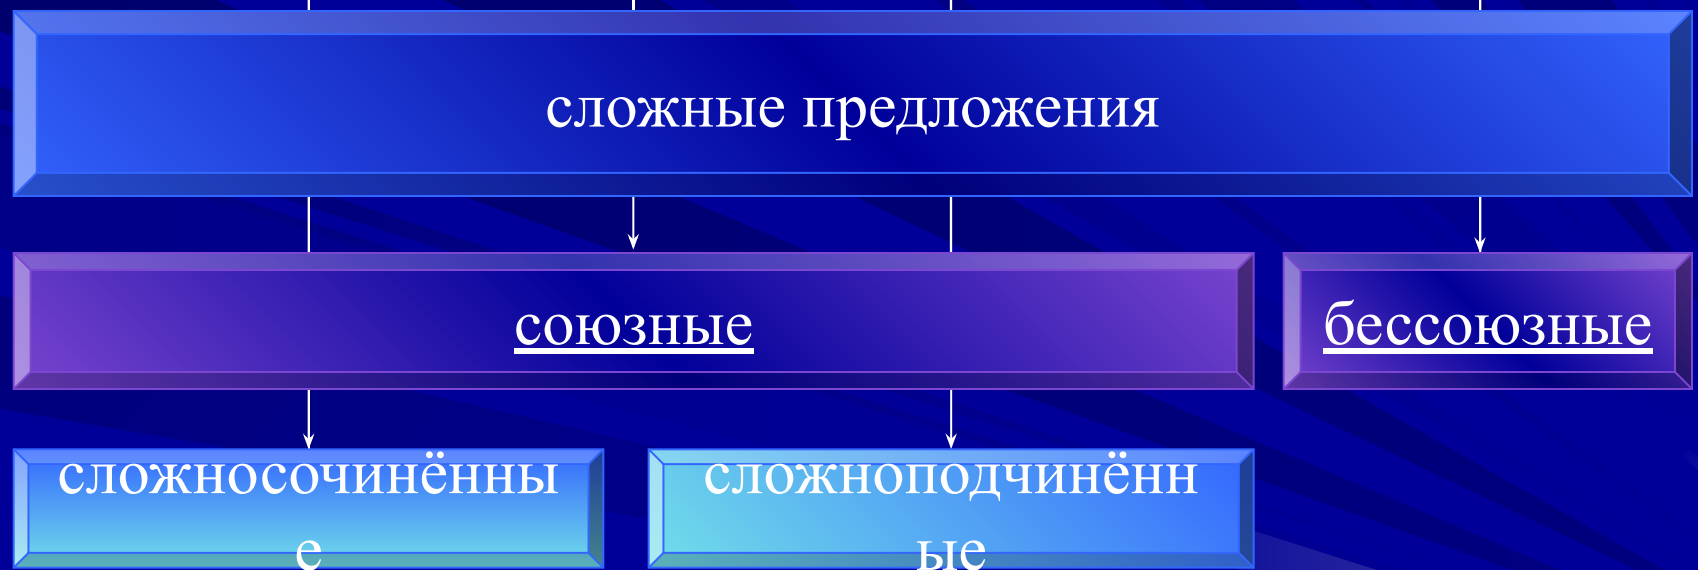 сложные предложения
союзные
бессоюзные
сложносочинённы
е
сложноподчинённ
ые